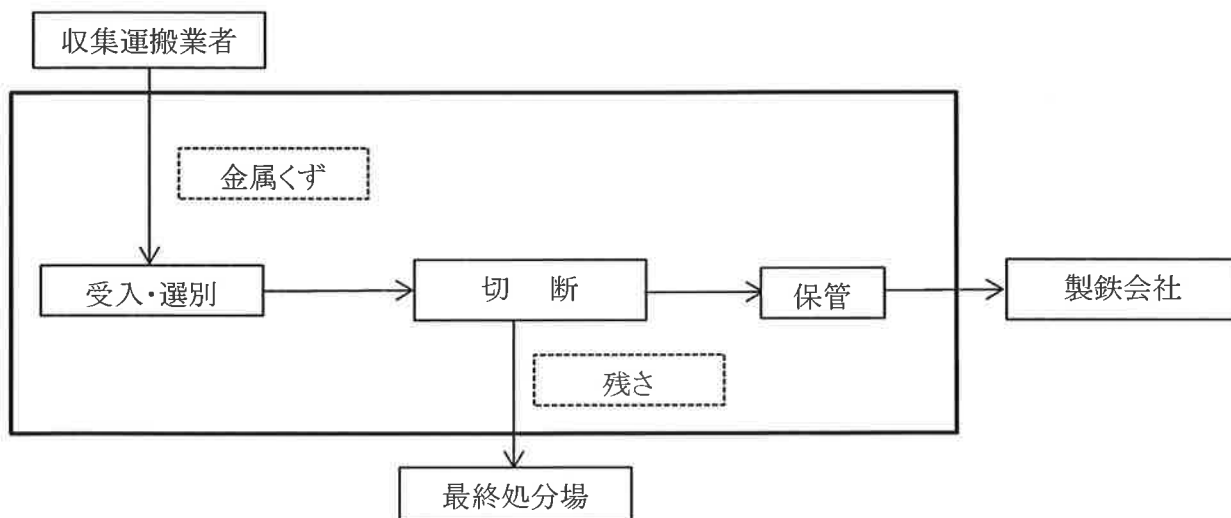 収集運搬業者
金属くず
受入・選別
切　断
保管
製鉄会社
残さ
最終処分場